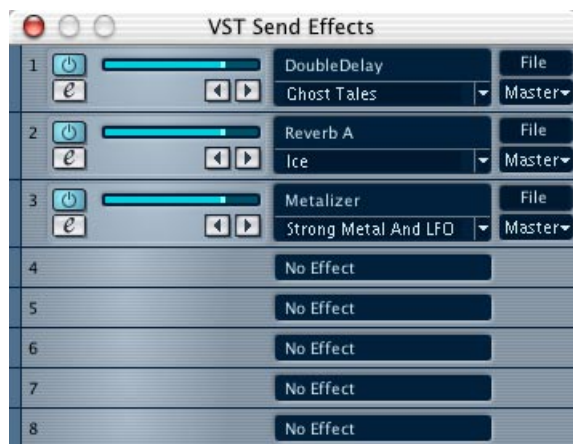 VST Send Effects
1 DoubleDelay File
e Ghost Tales Master
2 Reverb A File
e Ice Master
3 Metalizer File
e Strong Metal And LFO Master
4 No Effect
5 No Effect
6 No Effect
7 No Effect
8 No Effect